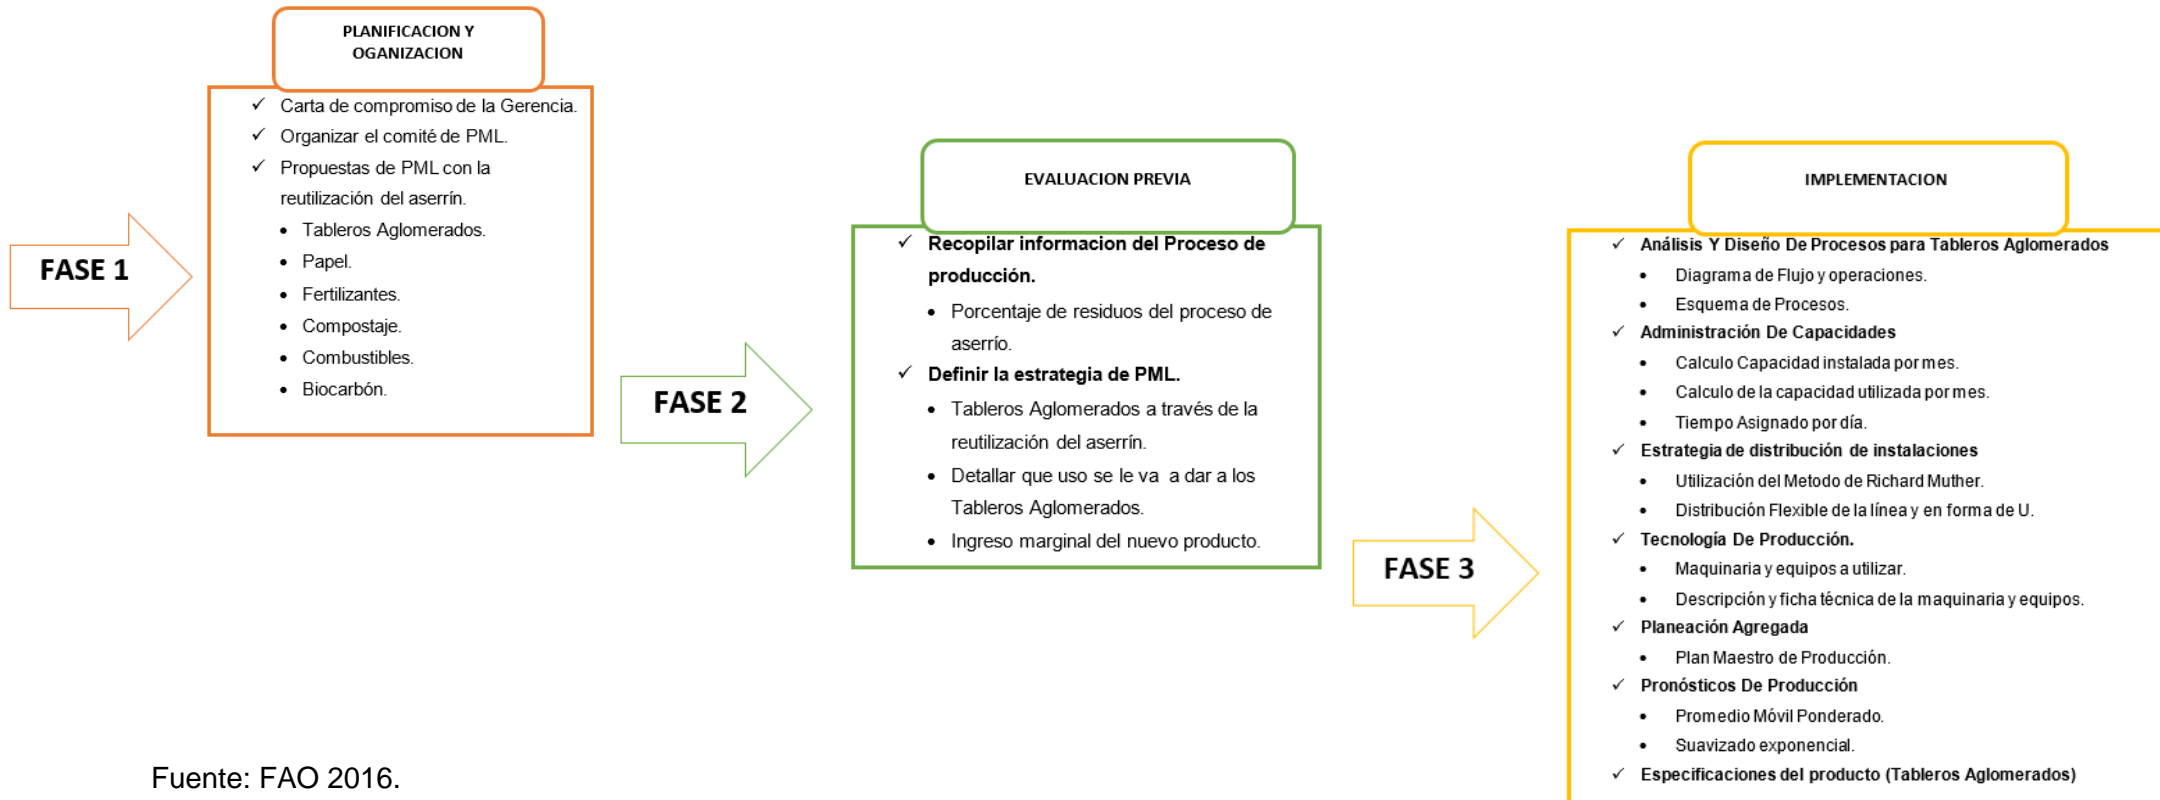 PLANIFICACION Y
OGANIZACION
✓ Carta de compromiso de la Gerencia.
✓ Organizar el comité de PML.
✓ Propuestas de PML con la
reutilización del aserrín.
• Tableros Aglomerados.
• Papel.
• Fertilizantes.
• Compostaje.
• Combustibles.
• Biocarbón.
FASE 1
EVALUACION PREVIA
✓ Recopilar informacion del Proceso de
producción.
• Porcentaje de residuos del proceso de
aserrío.
✓ Definir la estrategia de PML.
• Tableros Aglomerados a través de la
reutilización del aserrín.
• Detallar que uso se le va a dar a los
Tableros Aglomerados.
• Ingreso marginal del nuevo producto.
FASE 2
IMPLEMENTACION
✓ Análisis Y Diseño De Procesos para Tableros Aglomerados
• Diagrama de Flujo y operaciones.
• Esquema de Procesos.
✓ Administración De Capacidades
• Calculo Capacidad instalada por mes.
• Calculo de la capacidad utilizada por mes.
• Tiempo Asignado por día.
✓ Estrategia de distribución de instalaciones
• Utilización del Metodo de Richard Muther.
• Distribución Flexible de la línea y en forma de U.
✓ Tecnología De Producción.
• Maquinaria y equipos a utilizar.
• Descripción y ficha técnica de la maquinaria y equipos.
✓ Planeación Agregada
• Plan Maestro de Producción.
✓ Pronósticos De Producción
• Promedio Móvil Ponderado.
• Suavizado exponencial.
✓ Especificaciones del producto (Tableros Aglomerados)
FASE 3
Fuente: FAO 2016.